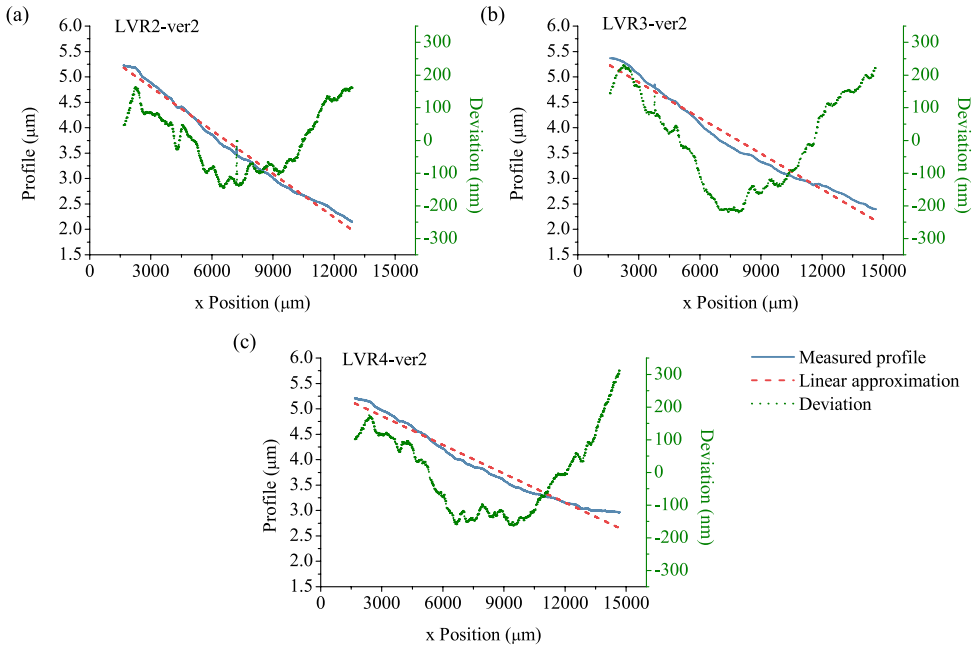 (a)
LVR2-ver2
6.0
5.5
5.0
4.5
4.0
3.5
3.0
2.5
2.0
1.5
Profile (μm)
0 3000 6000 9000 12000 15000
x Position (μm)
300
200
100
0
-100
-200
-300
Deviation (nm)
(b)
LVR3-ver2
6.0
5.5
5.0
4.5
4.0
3.5
3.0
2.5
2.0
1.5
Profile (μm)
0 3000 6000 9000 12000 15000
x Position (μm)
300
200
100
0
-100
-200
-300
Deviation (nm)
(c)
LVR4-ver2
6.0
5.5
5.0
4.5
4.0
3.5
3.0
2.5
2.0
1.5
Profile (μm)
0 3000 6000 9000 12000 15000
x Position (μm)
300
200
100
0
-100
-200
-300
Deviation (nm)
Measured profile
Linear approximation
Deviation